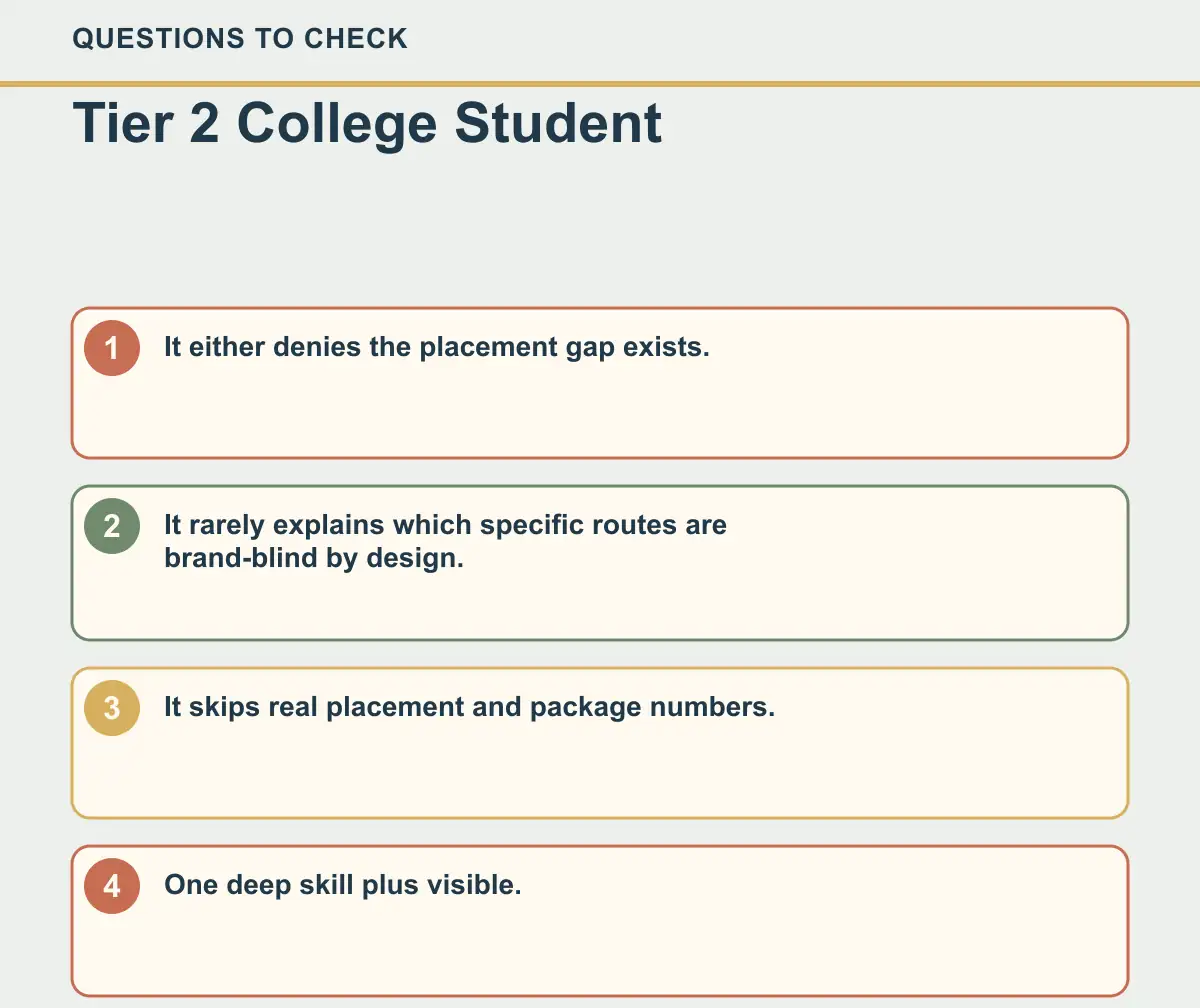 QUESTIONS TO CHECK
Tier 2 College Student
1
It either denies the placement gap exists.
2
It rarely explains which specific routes are
brand-blind by design.
3
It skips real placement and package numbers.
4
One deep skill plus visible.